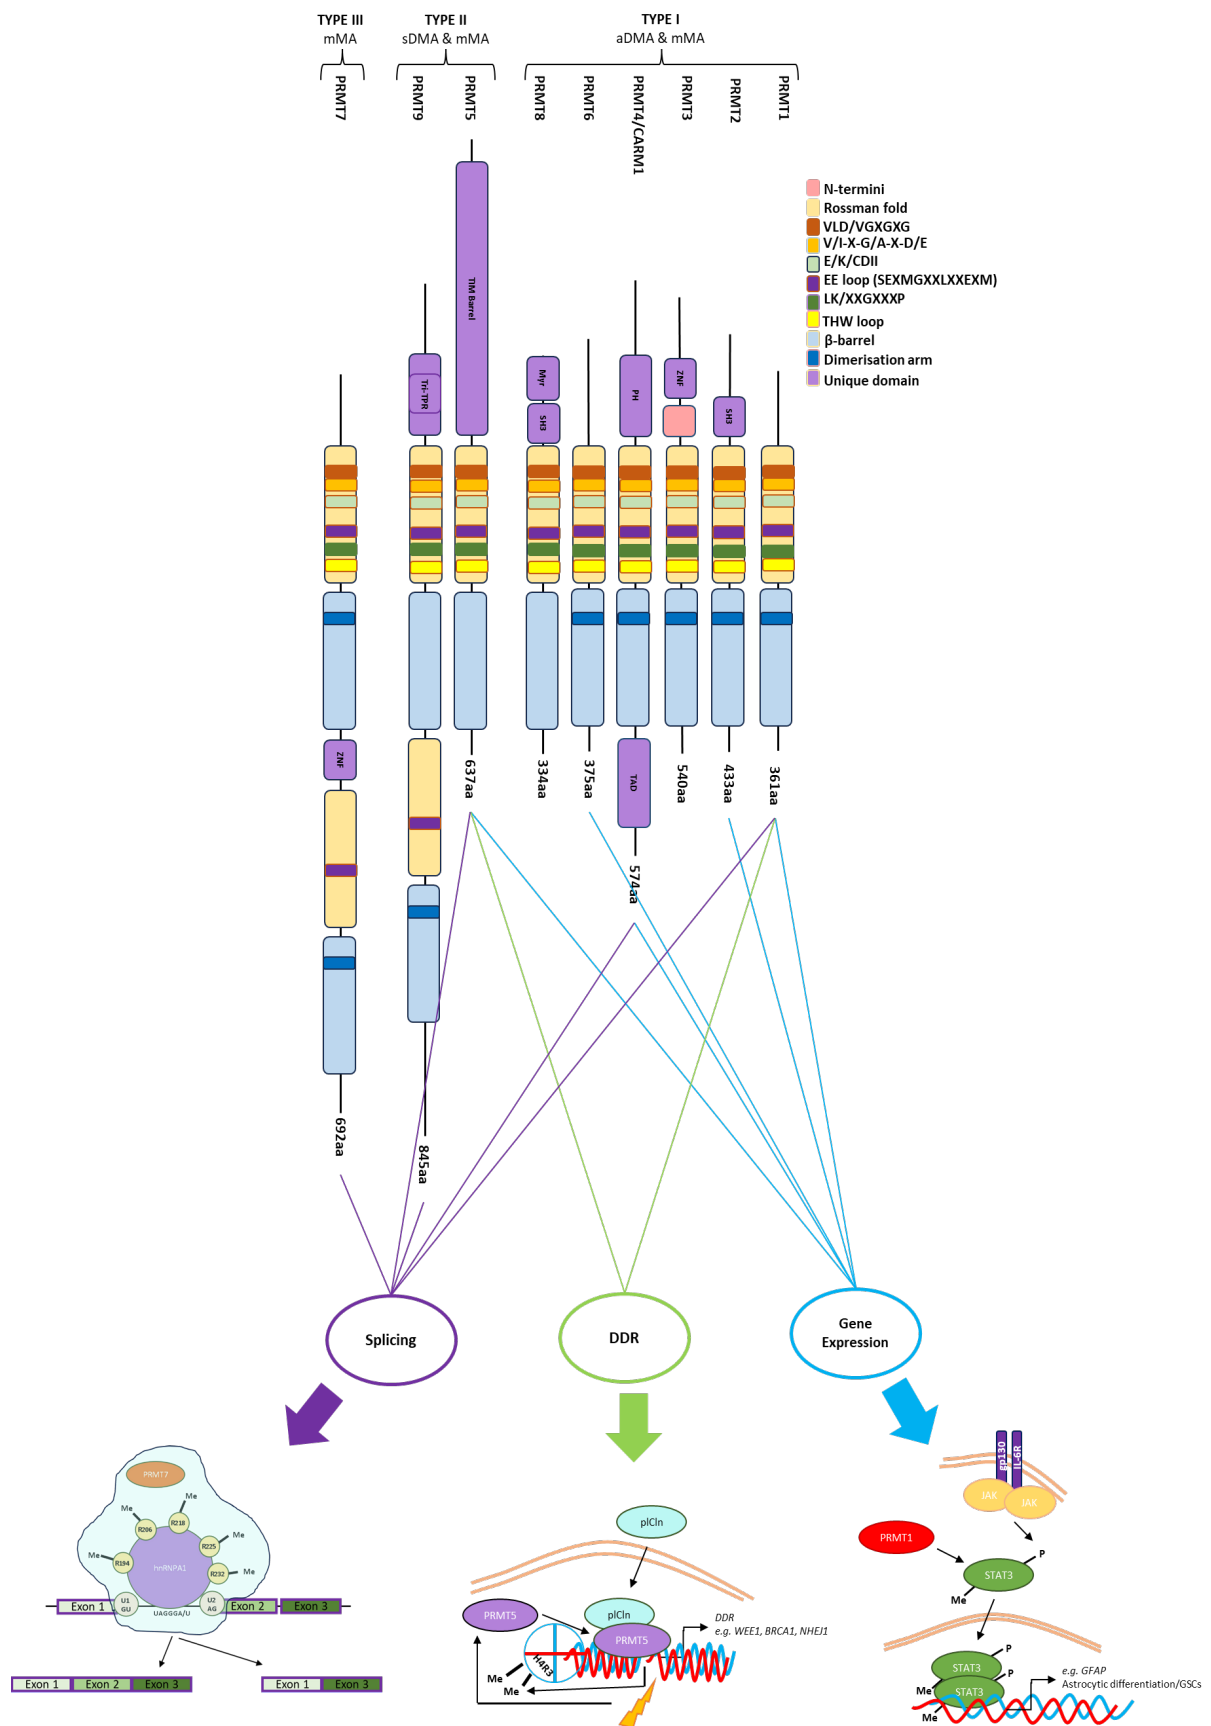 TYPE III
mMA
TYPE II
sDMA & mMA
TYPE I
aDMA & mMA
PRMT7
PRMT9
PRMT5
PRMT8
PRMT6
PRMT4/CARM1
PRMT3
PRMT2
PRMT1
N-termini
Rossman fold
VLD/VGXGXG
V/I-X-G/A-X-D/E
E/K/CDII
EE loop (SEXMGXXLXXEXM)
LK/XXGXXXP
THW loop
β-barrel
Dimerisation arm
Unique domain
TIM Barrel
Tri-TPR
Myr
SH3
PH
ZNF
SH3
ZNF
TAD
637aa
334aa
375aa
574aa
540aa
433aa
361aa
692aa
845aa
Splicing
DDR
Gene
Expression
PRMT7
Me
Me
Me
Me
Me
R194
R206
R218
R225
R232
hnRNPA1
U1
GU
U2
AG
UAGGGA/U
Exon 1
Exon 2
Exon 3
Exon 1
Exon 2
Exon 3
Exon 1
Exon 3
pICln
pICln
PRMT5
PRMT5
H4R3
Me
Me
DDR
e.g. WEE1, BRCA1, NHEJ1
gp130
IL-6R
JAK
JAK
PRMT1
P
STAT3
Me
STAT3
P
STAT3
P
Me
Me
e.g. GFAP
Astrocytic differentiation/GSCs